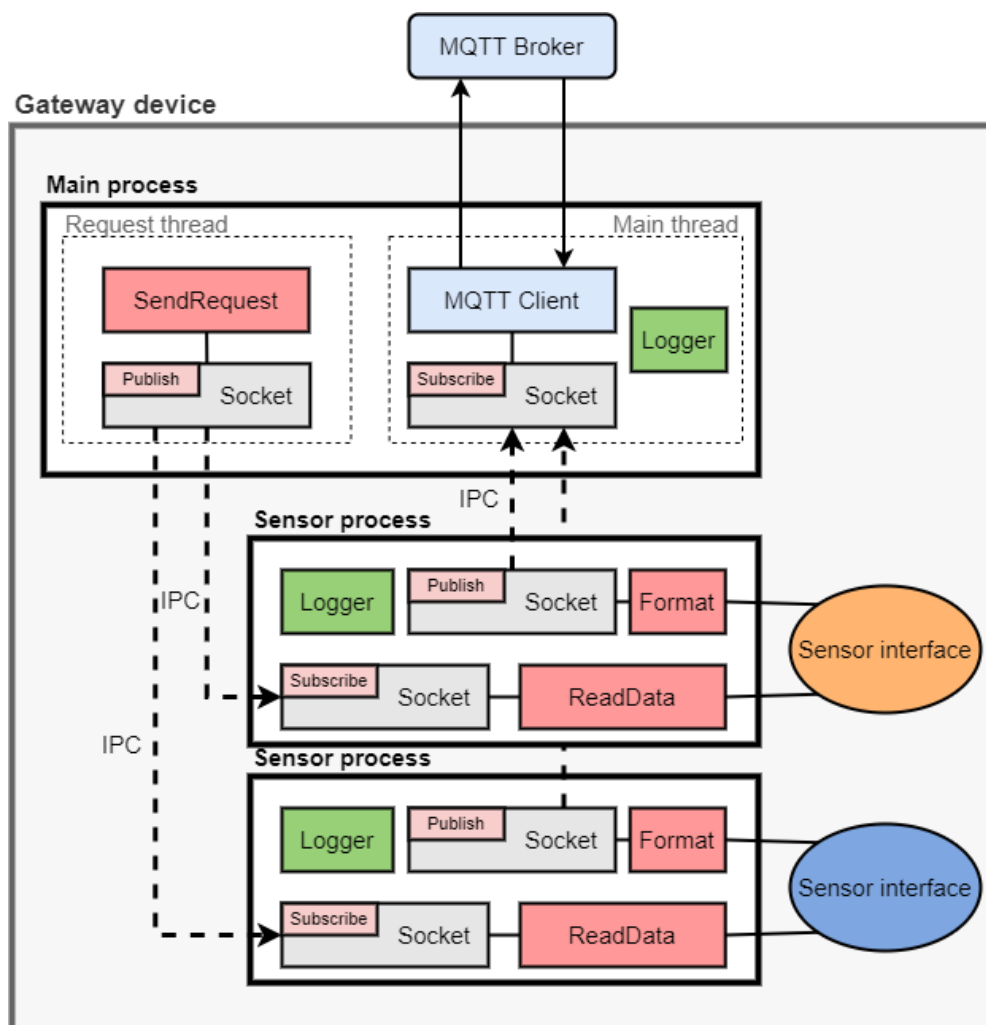 MQTT Broker
Gateway device
Main process
Request thread
Main thread
SendRequest
MQTT Client
Logger
Publish
Socket
Subscribe
Socket
IPC
Sensor process
Logger
Publish
Socket
Format
IPC
Sensor interface
Subscribe
Socket
ReadData
IPC
Sensor process
Logger
Publish
Socket
Format
Sensor interface
Subscribe
Socket
ReadData